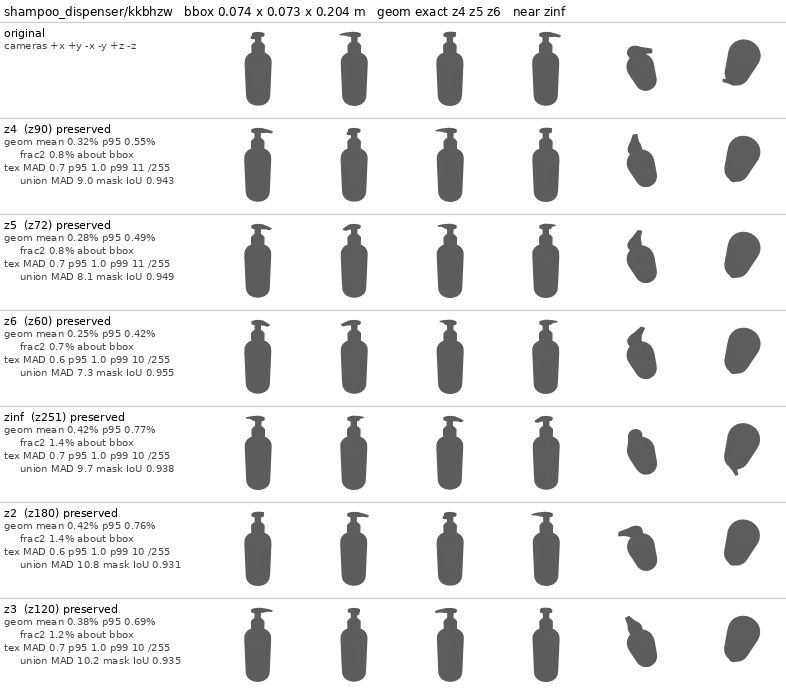 shampoo_dispenser/kkbhzw   bbox 0.074 x 0.073 x 0.204 m   geom exact z4 z5 z6   near zinf
original
cameras +x +y -x -y +z -z
z4  (z90) preserved
geom mean 0.32% p95 0.55%
frac2 0.8% about bbox
tex MAD 0.7 p95 1.0 p99 11 /255
union MAD 9.0 mask IoU 0.943
z5  (z72) preserved
geom mean 0.28% p95 0.49%
frac2 0.8% about bbox
tex MAD 0.7 p95 1.0 p99 11 /255
union MAD 8.1 mask IoU 0.949
z6  (z60) preserved
geom mean 0.25% p95 0.42%
frac2 0.7% about bbox
tex MAD 0.6 p95 1.0 p99 10 /255
union MAD 7.3 mask IoU 0.955
zinf  (z251) preserved
geom mean 0.42% p95 0.77%
frac2 1.4% about bbox
tex MAD 0.7 p95 1.0 p99 10 /255
union MAD 9.7 mask IoU 0.938
z2  (z180) preserved
geom mean 0.42% p95 0.76%
frac2 1.4% about bbox
tex MAD 0.6 p95 1.0 p99 10 /255
union MAD 10.8 mask IoU 0.931
z3  (z120) preserved
geom mean 0.38% p95 0.69%
frac2 1.2% about bbox
tex MAD 0.7 p95 1.0 p99 10 /255
union MAD 10.2 mask IoU 0.935